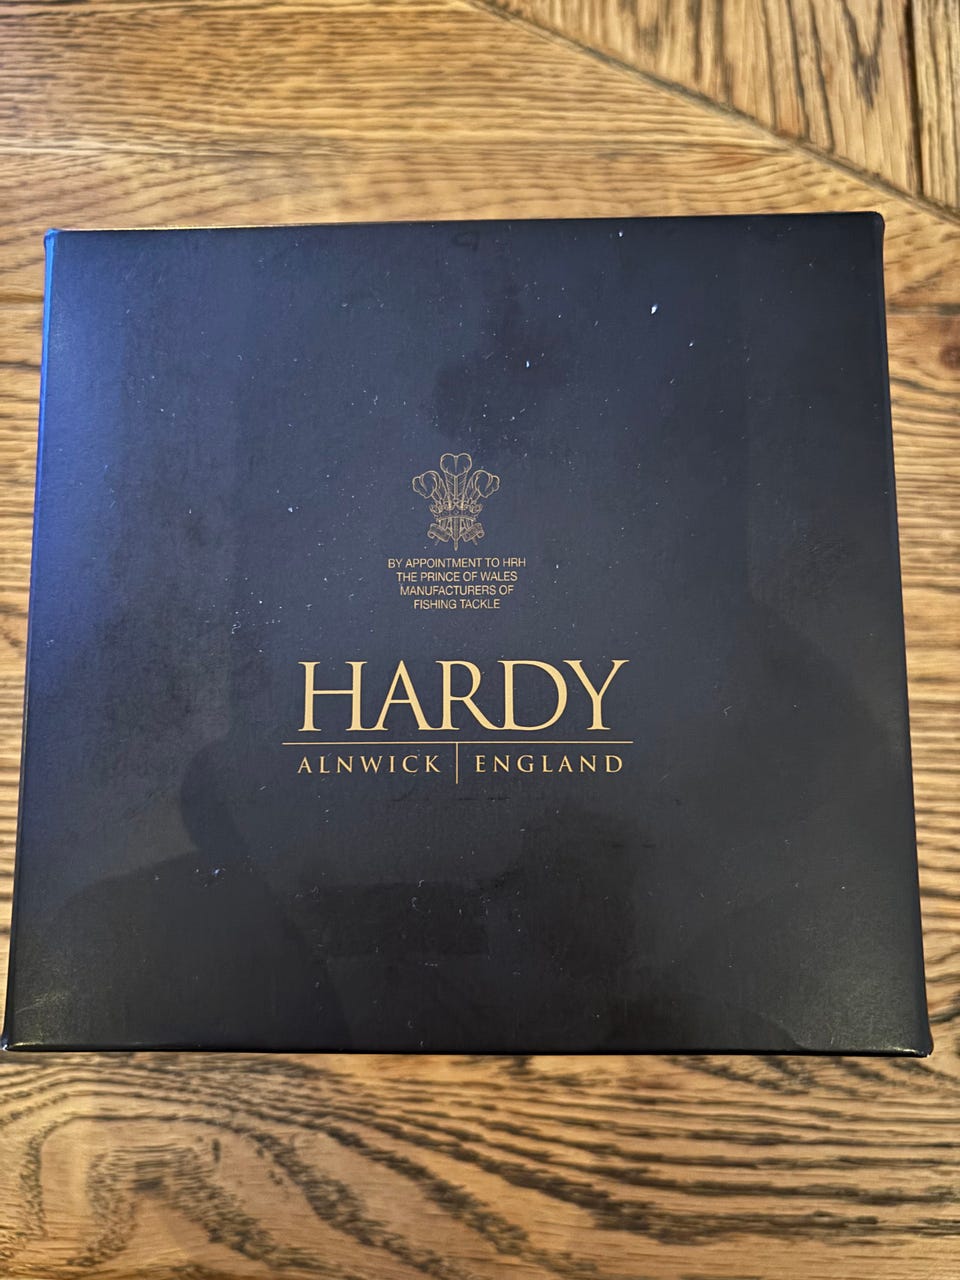 BY APPOINTMENT TO HRH
THE PRINCE OF WALES
MANUFACTURERS OF
FISHING TACKLE
HARDY
ALNWICK | ENGLAND